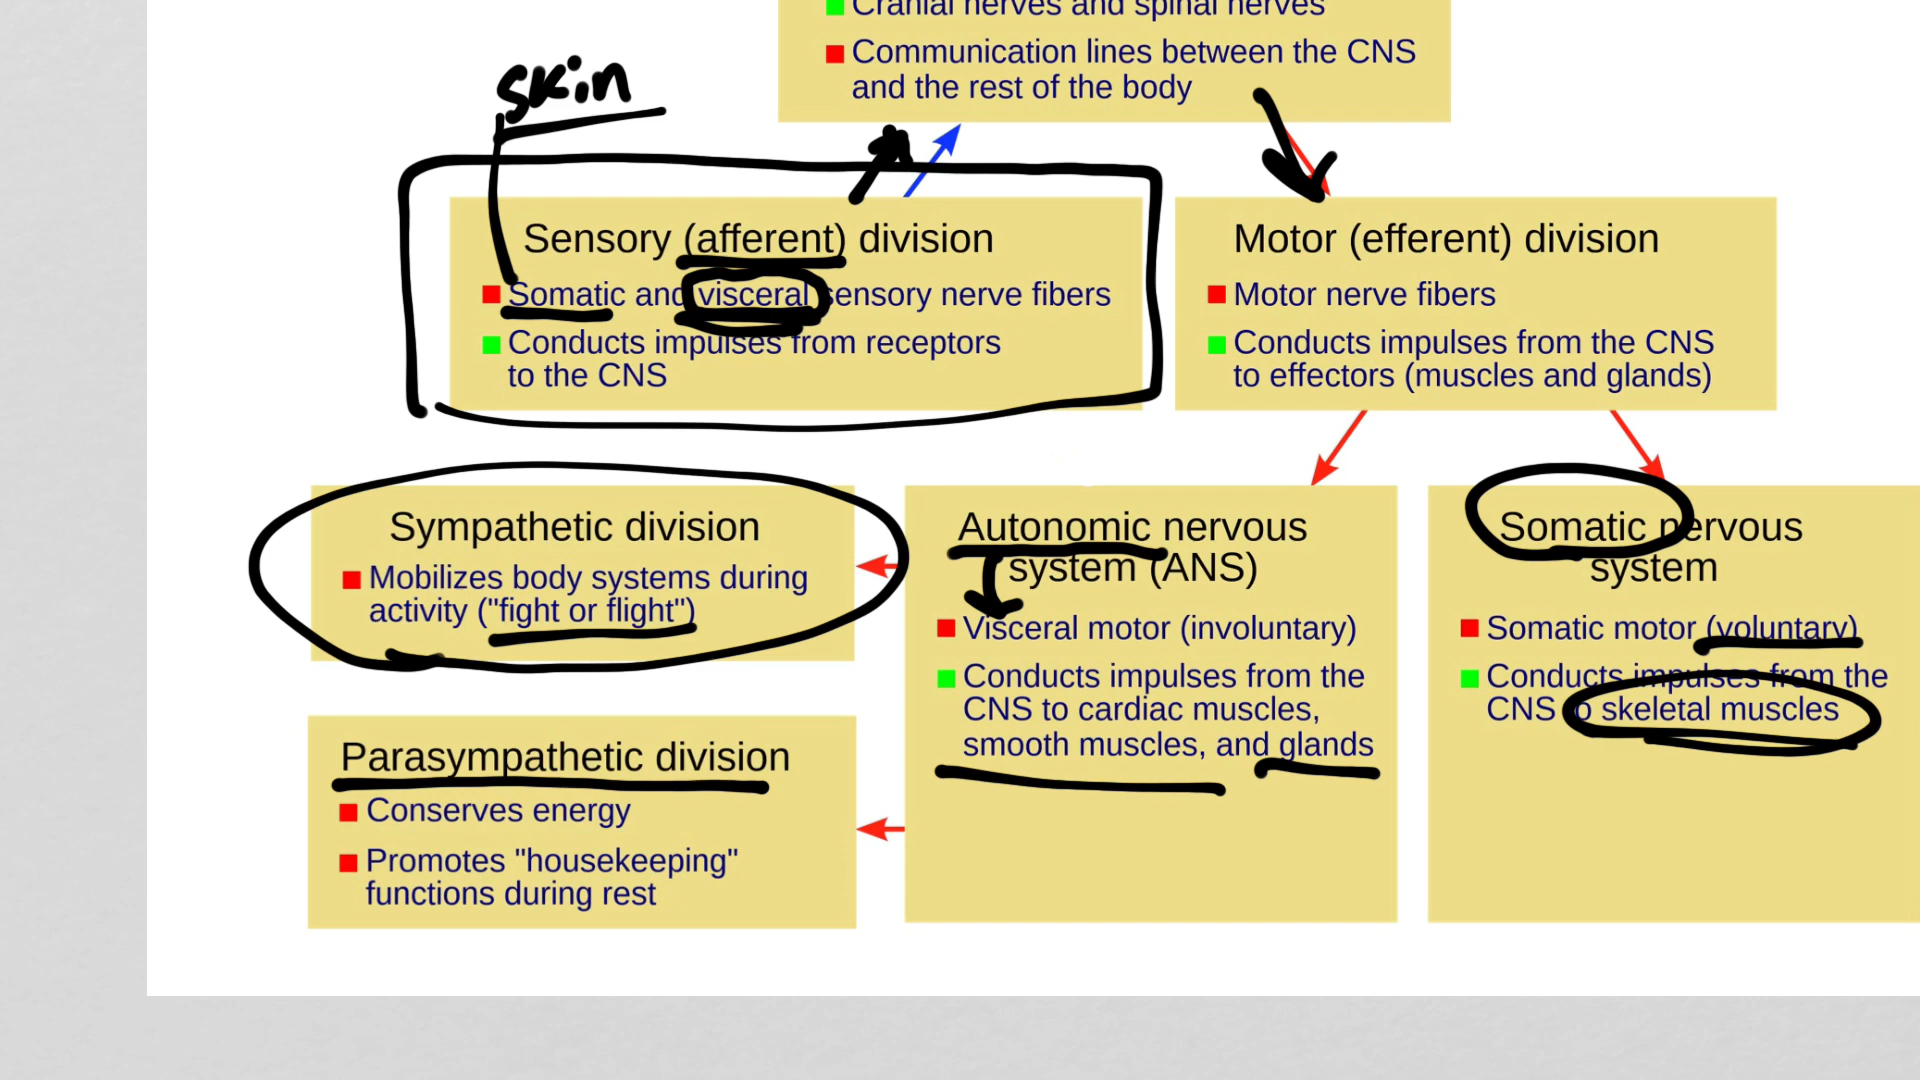 Cranial nerves and spinal nerves
Communication lines between the CNS
and the rest of the body
skin
Sensory (afferent) division
Somatic and visceral sensory nerve fibers
Conducts impulses from receptors
to the CNS
Motor (efferent) division
Motor nerve fibers
Conducts impulses from the CNS
to effectors (muscles and glands)
Sympathetic division
Mobilizes body systems during
activity ("fight or flight")
Autonomic nervous
system (ANS)
Visceral motor (involuntary)
Conducts impulses from the
CNS to cardiac muscles,
smooth muscles, and glands
Somatic nervous
system
Somatic motor (voluntary)
Conducts impulses from the
CNS to skeletal muscles
Parasympathetic division
Conserves energy
Promotes "housekeeping"
functions during rest